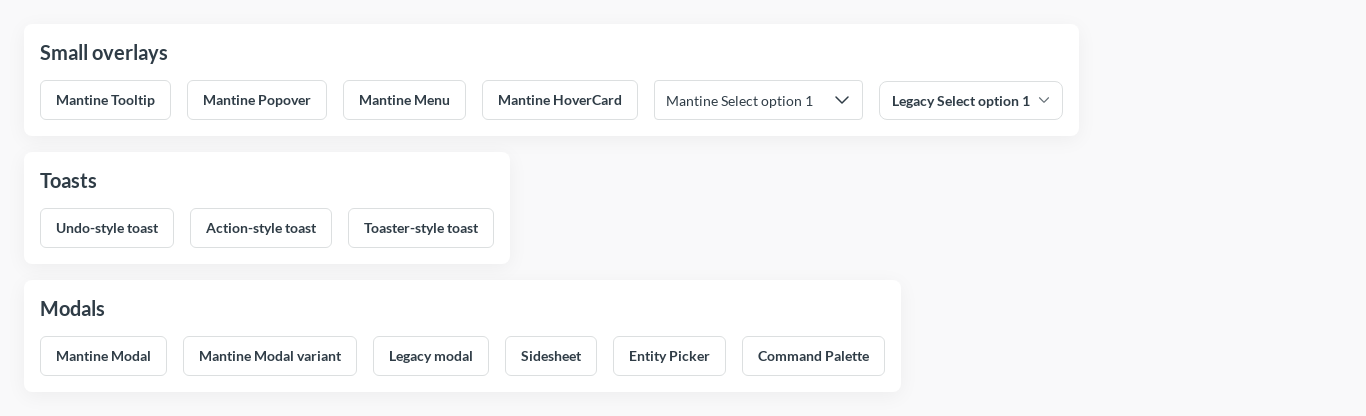 Small overlays
Mantine Tooltip Mantine Popover Mantine Menu Mantine HoverCard Mantine Select option 1 Legacy Select option 1
Toasts
Undo-style toast Action-style toast Toaster-style toast
Modals
Mantine Modal Mantine Modal variant Legacy modal Sidesheet Entity Picker Command Palette